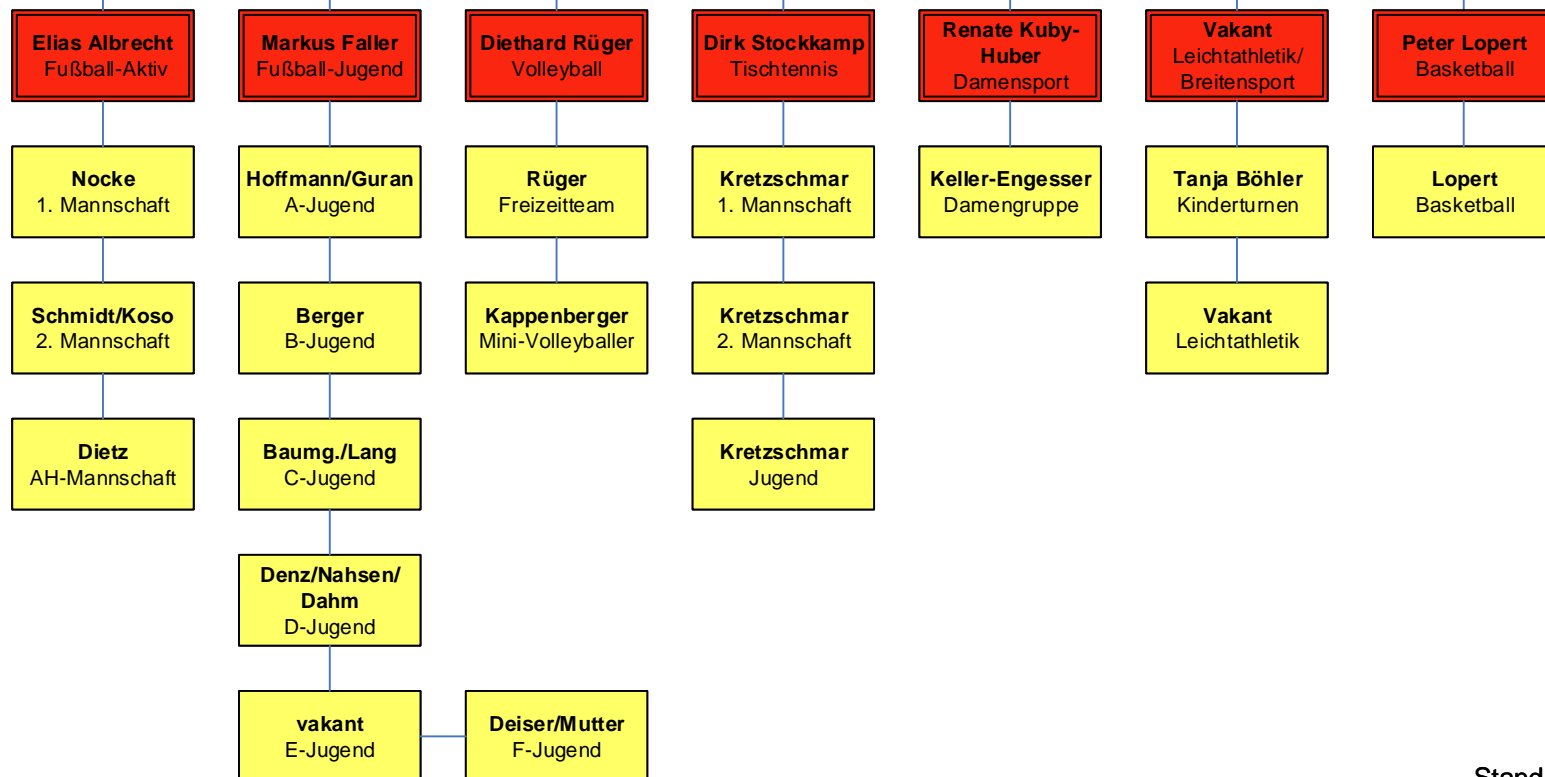 Elias Albrecht
Fußball-Aktiv
Markus Faller
Fußball-Jugend
Diethard Rüger
Volleyball
Dirk Stockkamp
Tischtennis
Renate Kuby-
Huber
Damensport
Vakant
Leichtathletik/
Breitensport
Peter Lopert
Basketball
Nocke
1. Mannschaft
Hoffmann/Guran
A-Jugend
Rüger
Freizeitteam
Kretzschmar
1. Mannschaft
Keller-Engesser
Damengruppe
Tanja Böhler
Kinderturnen
Lopert
Basketball
Schmidt/Koso
2. Mannschaft
Berger
B-Jugend
Kappenberger
Mini-Volleyballer
Kretzschmar
2. Mannschaft
Vakant
Leichtathletik
Dietz
AH-Mannschaft
Baumg./Lang
C-Jugend
Kretzschmar
Jugend
Denz/Nahsen/
Dahm
D-Jugend
vakant
E-Jugend
Deiser/Mutter
F-Jugend
Stand